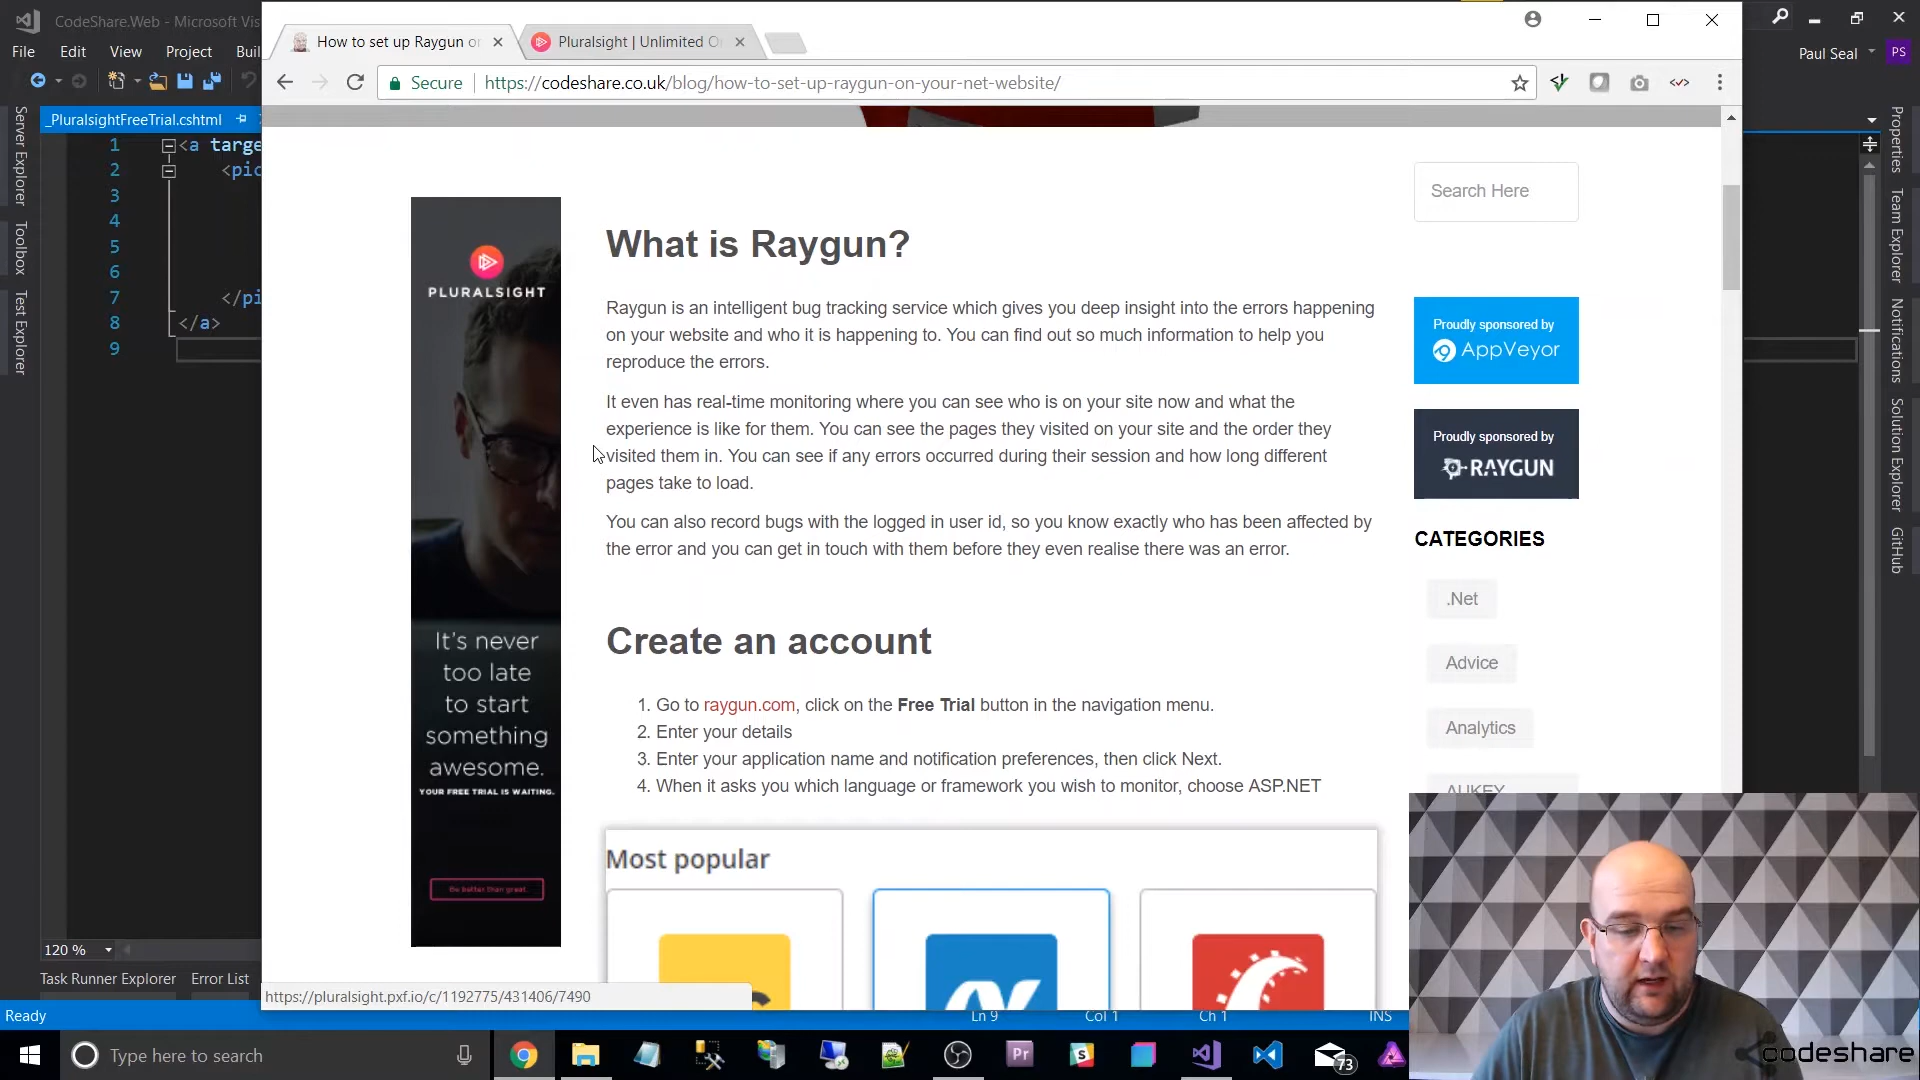 CodeShare.Web - Microsoft Vis
File Edit View Project Buil
Paul Seal PS
How to set up Raygun or
Pluralsight | Unlimited O
Secure https://codeshare.co.uk/blog/how-to-set-up-raygun-on-your-net-website/
Server Explorer
Toolbox
Test Explorer
_PluralsightFreeTrial.cshtml
1 <a targe
2 <pic
3
4
5
6
7 </pi
8 </a>
9
PLURALSIGHT
It's never
too late
to start
something
awesome.
YOUR FREE TRIAL IS WAITING.
Be better than great.
What is Raygun?
Raygun is an intelligent bug tracking service which gives you deep insight into the errors happening
on your website and who it is happening to. You can find out so much information to help you
reproduce the errors.
It even has real-time monitoring where you can see who is on your site now and what the
experience is like for them. You can see the pages they visited on your site and the order they
visited them in. You can see if any errors occurred during their session and how long different
pages take to load.
You can also record bugs with the logged in user id, so you know exactly who has been affected by
the error and you can get in touch with them before they even realise there was an error.
Create an account
1. Go to raygun.com, click on the Free Trial button in the navigation menu.
2. Enter your details
3. Enter your application name and notification preferences, then click Next.
4. When it asks you which language or framework you wish to monitor, choose ASP.NET
Most popular
Search Here
Proudly sponsored by
AppVeyor
Proudly sponsored by
RAYGUN
CATEGORIES
.Net
Advice
Analytics
AUKEY
Properties
Team Explorer
Notifications
Solution Explorer
GitHub
120 %
Task Runner Explorer Error List
https://pluralsight.pxf.io/c/1192775/431406/7490
Ready Ln 9 Col 1 Ch 1 INS
Type here to search
Pr
S
73
codeshare